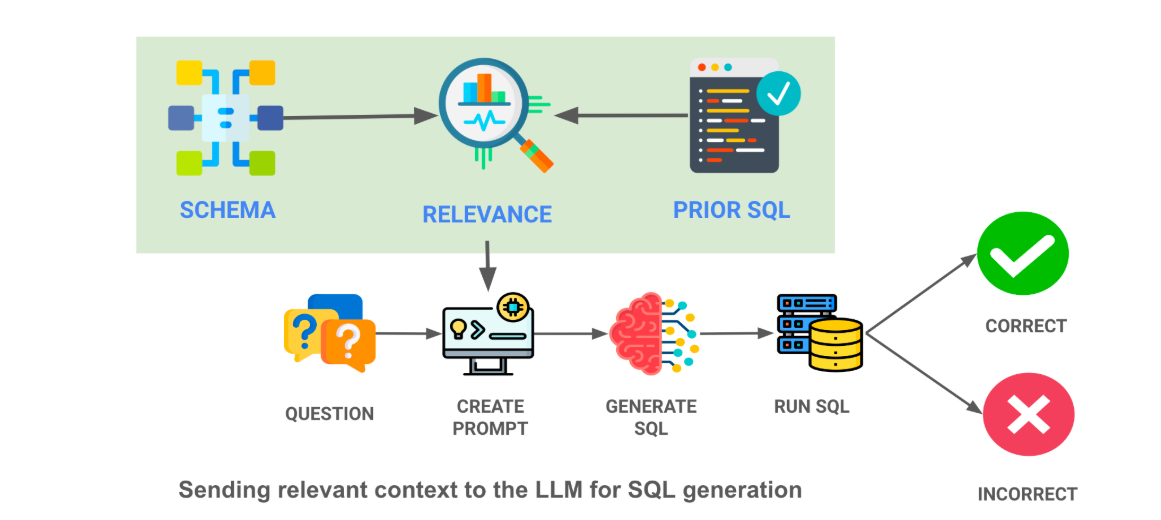 SCHEMA
RELEVANCE
PRIOR SQL
QUESTION
CREATE
PROMPT
GENERATE
SQL
RUN SQL
CORRECT
INCORRECT
Sending relevant context to the LLM for SQL generation